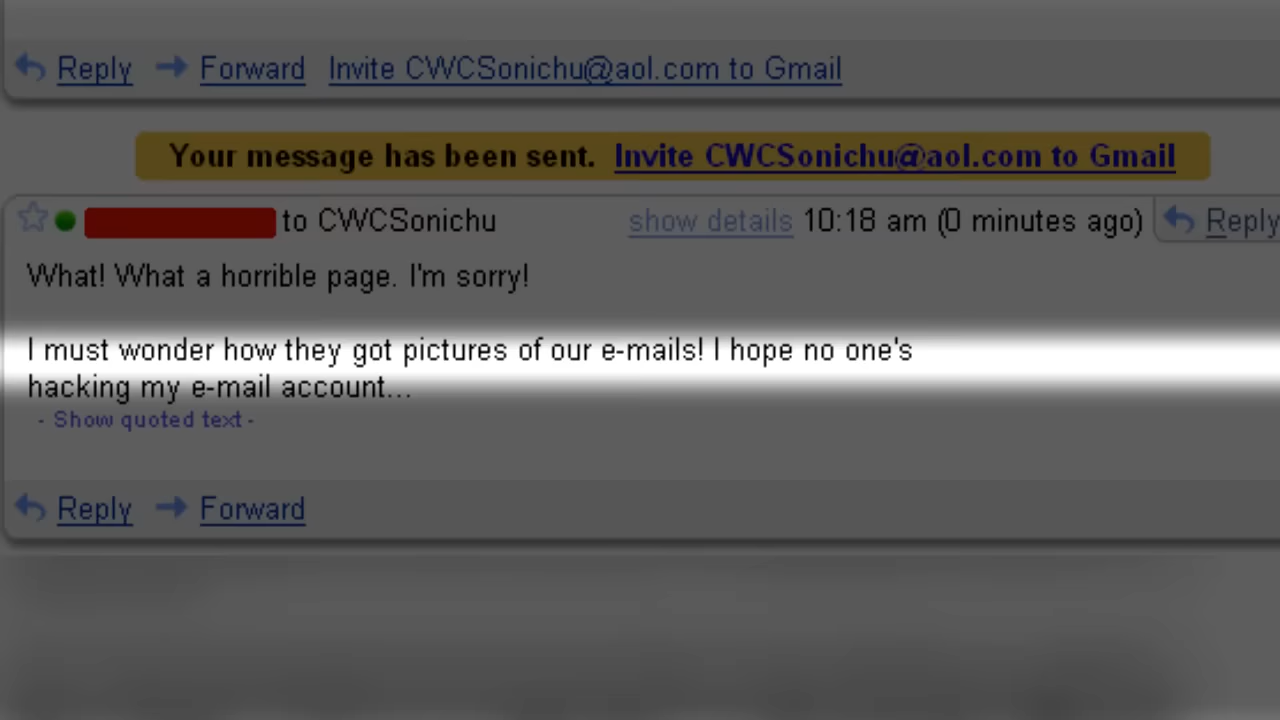 Reply Forward Invite CWCSonichu@aol.com to Gmail
Your message has been sent. Invite CWCSonichu@aol.com to Gmail
to CWCSonichu show details 10:18 am (0 minutes ago) Reply
What! What a horrible page. I'm sorry!
I must wonder how they got pictures of our e-mails! I hope no one's
hacking my e-mail account...
- Show quoted text -
Reply Forward